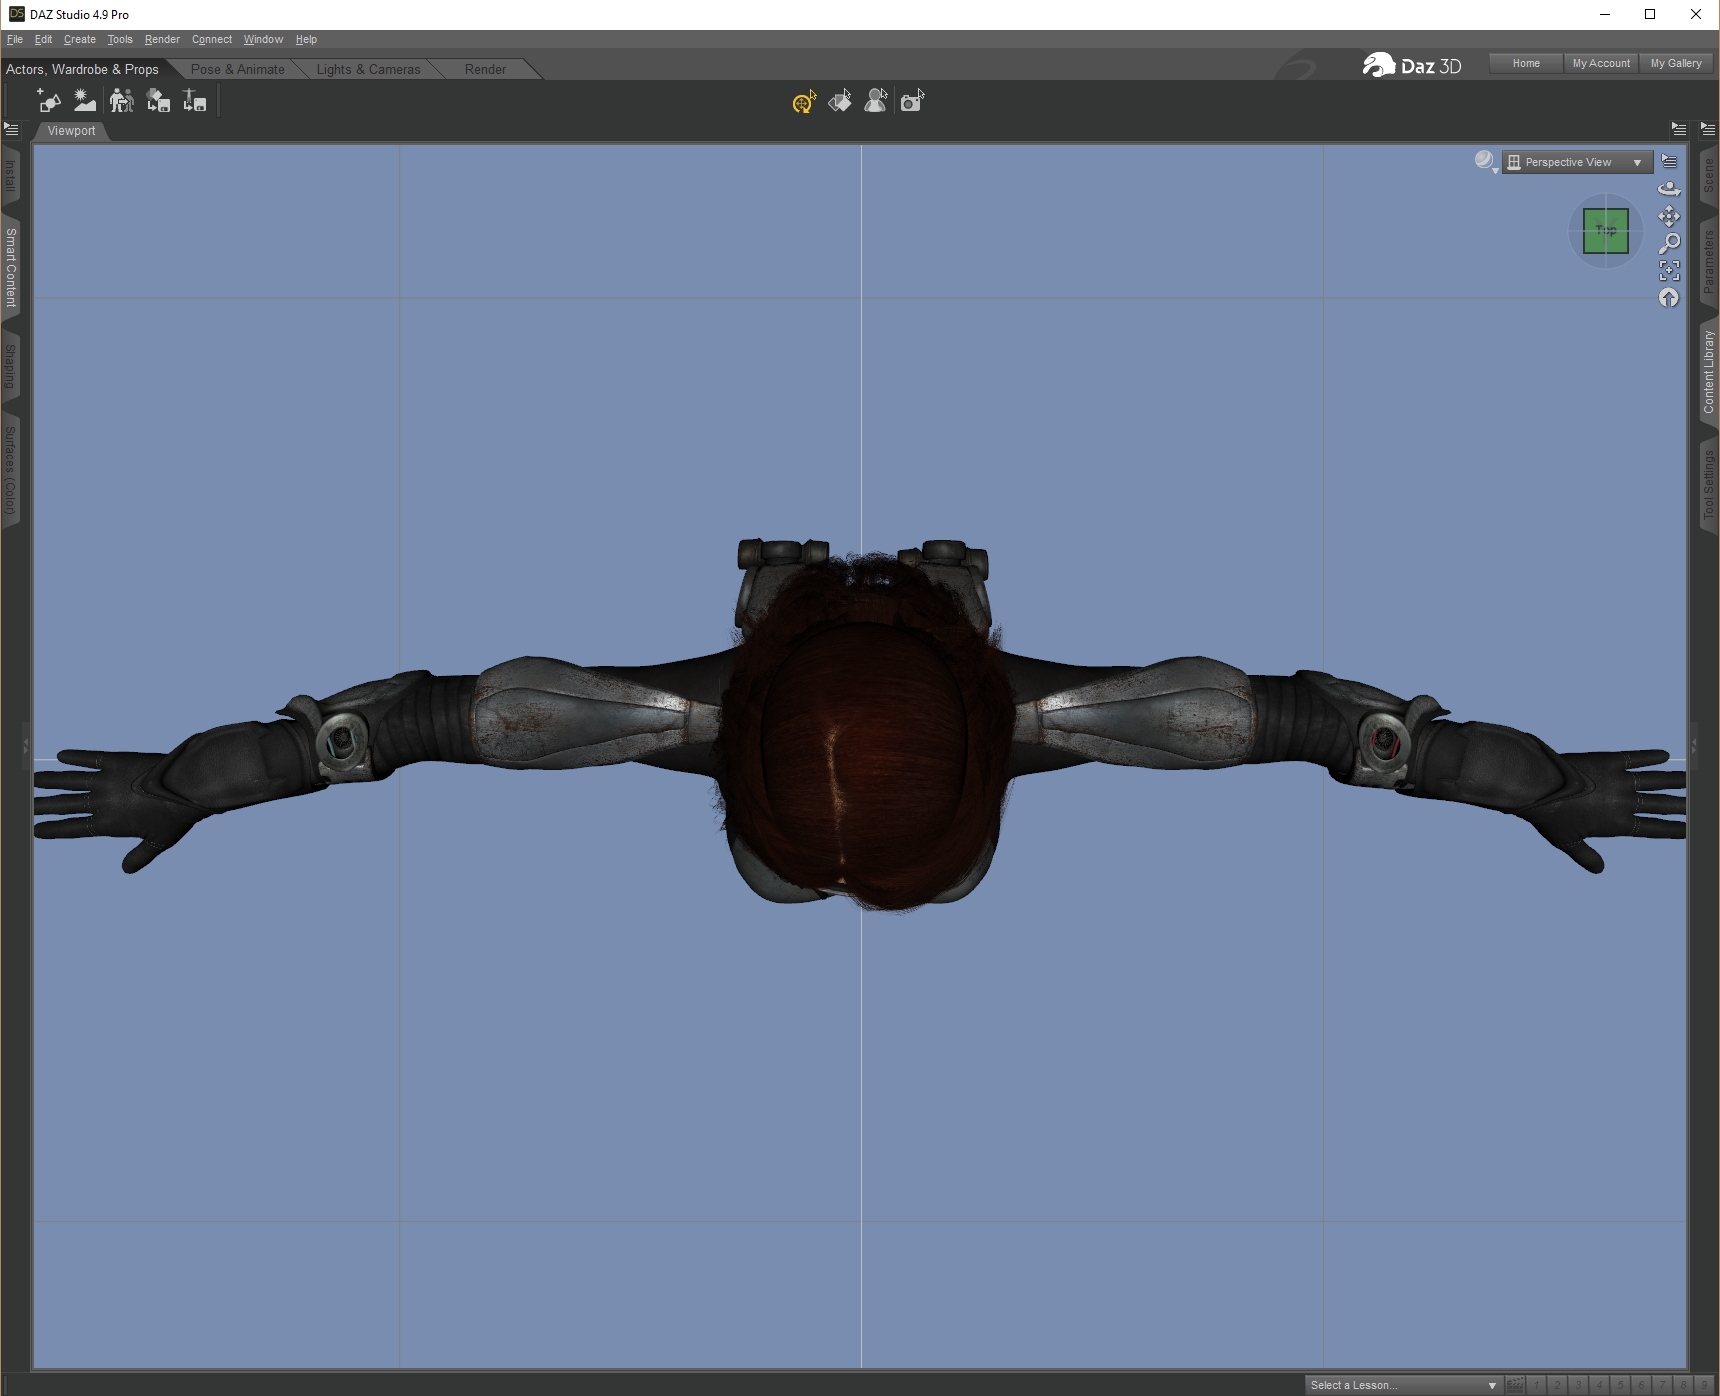 DS DAZ Studio 4.9 Pro
File Edit Create Tools Render Connect Window Help
Actors, Wardrobe & Props Pose & Animate Lights & Cameras Render
Daz 3D Home My Account My Gallery
Viewport
Perspective View
Top
Install
Smart Content
Shaping
Surfaces (Color)
Scene
Parameters
Content Library
Tool Settings
Select a Lesson... 1 2 3 4 5 6 7 8 9